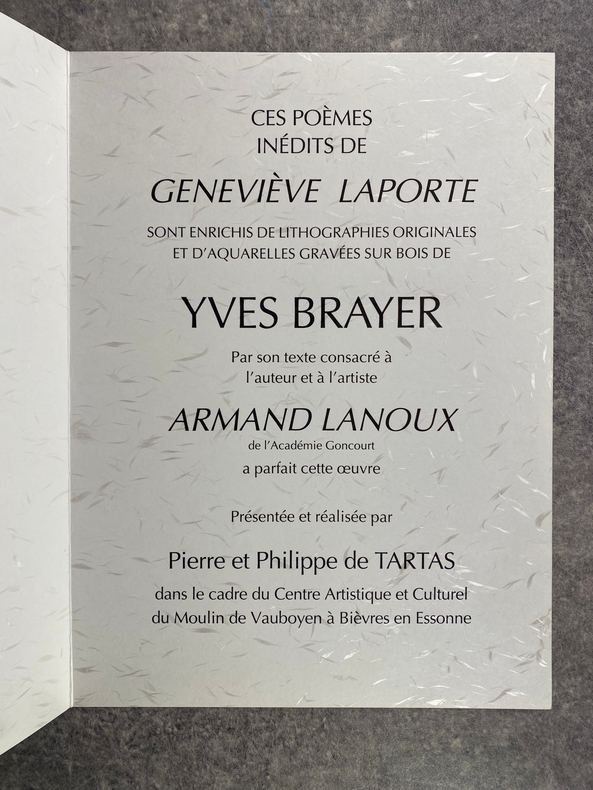 CES POÈMES
INÉDITS DE
GENEVIÈVE LAPORTE
SONT ENRICHIS DE LITHOGRAPHIES ORIGINALES
ET D’AQUARELLES GRAVÉES SUR BOIS DE
YVES BRAYER
Par son texte consacré à
l’auteur et à l’artiste
ARMAND LANOUX
de l’Académie Goncourt
a parfait cette œuvre
Présentée et réalisée par
Pierre et Philippe de TARTAS
dans le cadre du Centre Artistique et Culturel
du Moulin de Vauboyen à Bièvres en Essonne